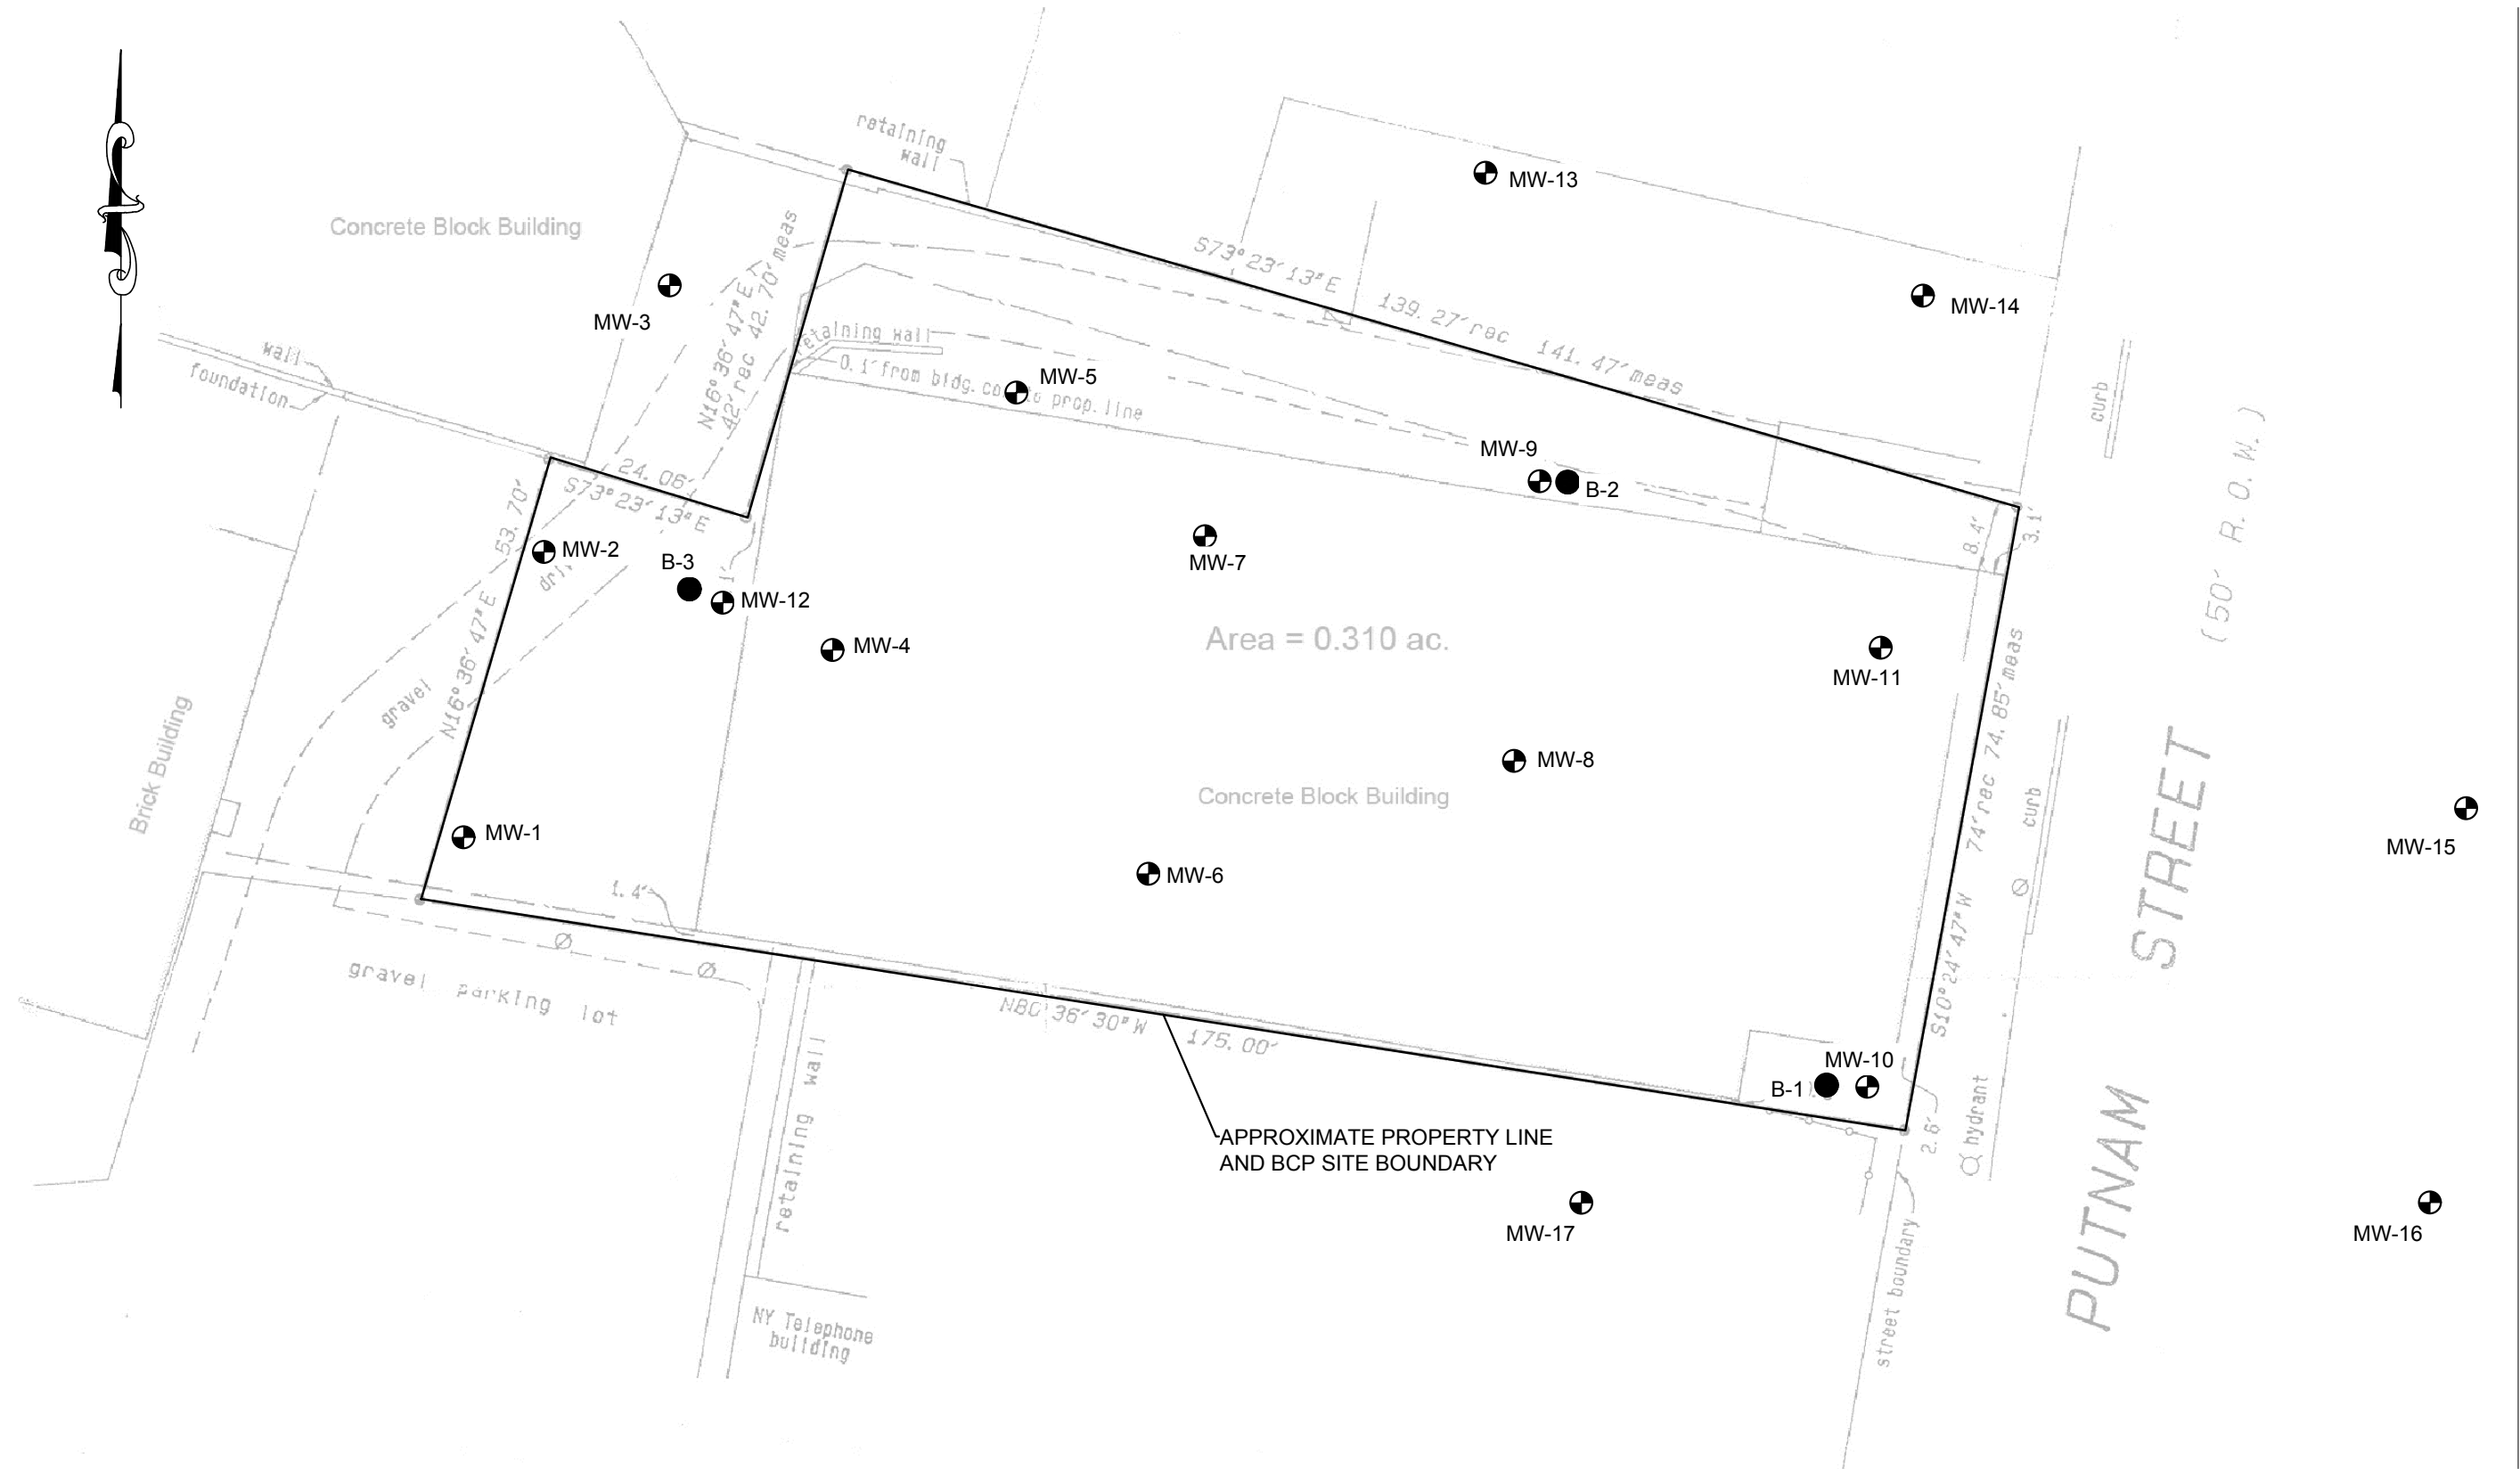 retaining
wall
MW-13
Concrete Block Building
S73°23'13"E
139.27'rec
141.47'meas
MW-14
MW-3
N16°36'47"E
42'rec 42.70'meas
wall
foundation
retaining wall
0.1' from bldg.
prop. line
MW-5
curb
MW-9
B-2
24.06'
S73°23'13"E
53.70'
N16°36'47"E
MW-2
B-3
1'
MW-12
MW-7
8.4'
3.1'
(50' R.O.W.)
Area = 0.310 ac.
MW-4
MW-11
gravel
Brick Building
MW-8
Concrete Block Building
74'rec 74.85'meas
S10°24'47"W
curb
MW-15
MW-1
MW-6
1.4'
gravel parking lot
N80°36'30"W
175.00'
retaining wall
MW-10
B-1
APPROXIMATE PROPERTY LINE
AND BCP SITE BOUNDARY
2.6'
hydrant
PUTNAM STREET
MW-17
MW-16
street boundary
NY Telephone
building